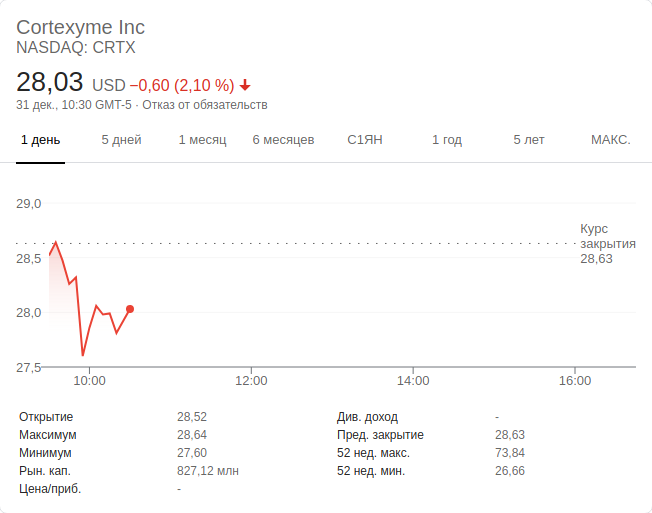 Cortexyme Inc
NASDAQ: CRTX
28,03 USD −0,60 (2,10 %)
31 дек., 10:30 GMT-5 · Отказ от обязательств
1 день 5 дней 1 месяц 6 месяцев С1ЯН 1 год 5 лет МАКС.
29,0
Курс
закрытия
28,63
28,5
28,0
27,5
10:00 12:00 14:00 16:00
Открытие 28,52 Див. доход -
Максимум 28,64 Пред. закрытие 28,63
Минимум 27,60 52 нед. макс. 73,84
Рын. кап. 827,12 млн 52 нед. мин. 26,66
Цена/приб. -